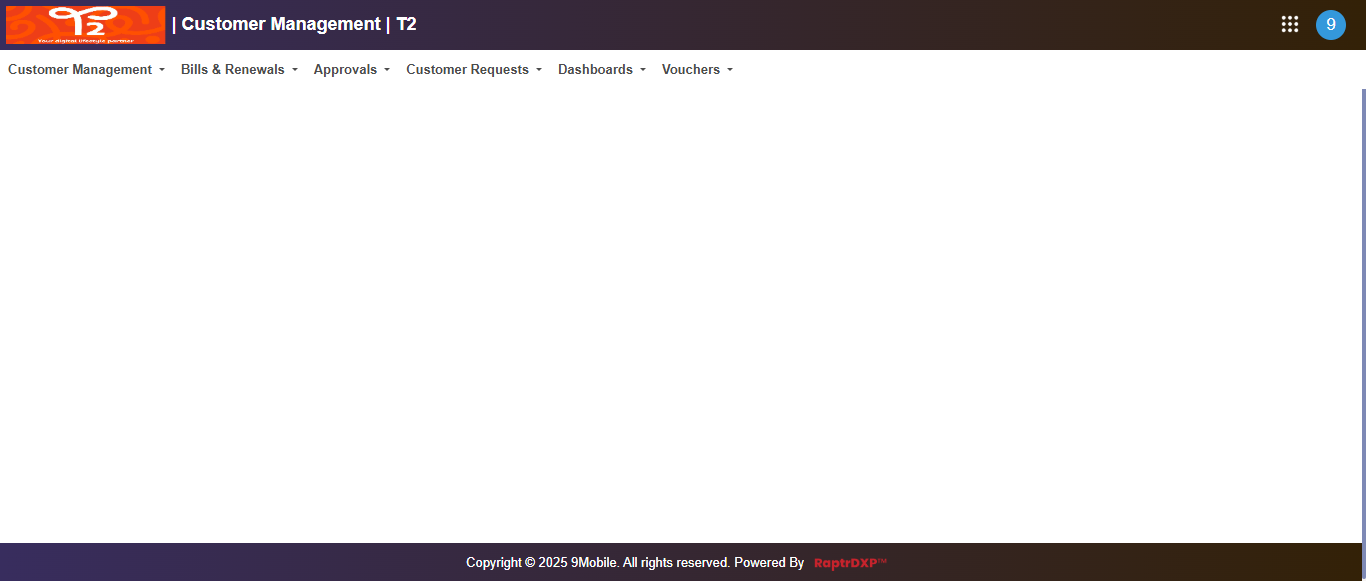 T2
Your digital lifestyle partner
| Customer Management | T2
9
Customer Management
Bills & Renewals
Approvals
Customer Requests
Dashboards
Vouchers
Copyright © 2025 9Mobile. All rights reserved. Powered By RaptrDXP™